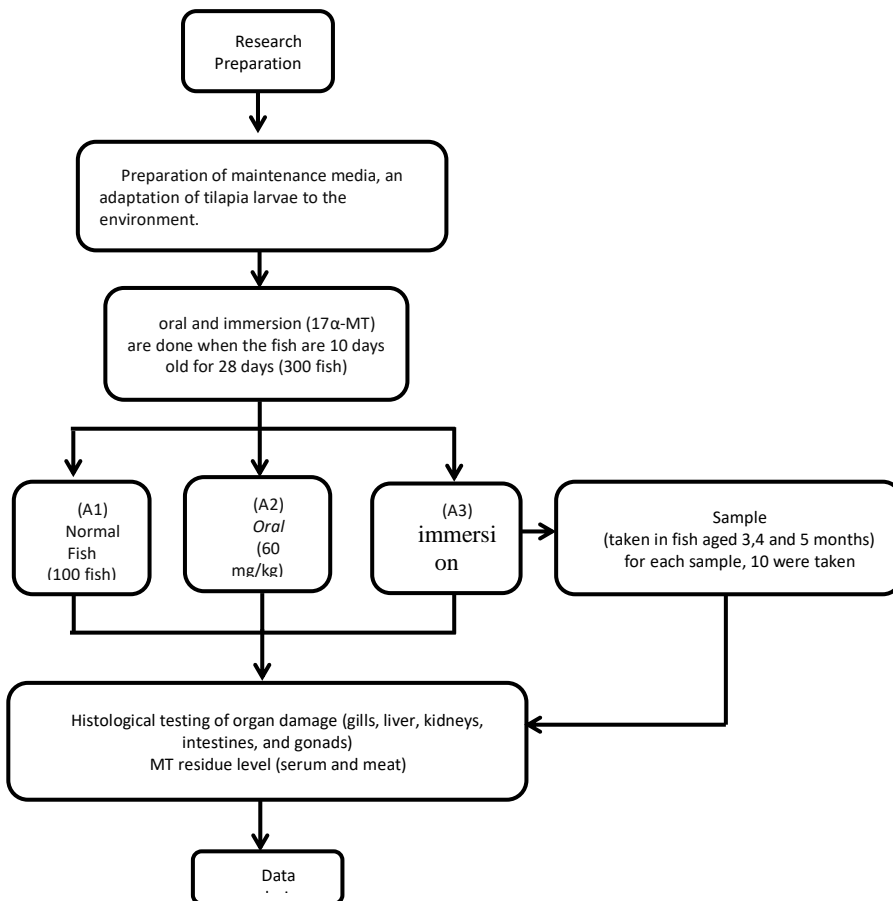 Research
Preparation
Preparation of maintenance media, an
adaptation of tilapia larvae to the
environment.
oral and immersion (17α-MT)
are done when the fish are 10 days
old for 28 days (300 fish)
(A1)
Normal
Fish
(100 fish)
(A2)
Oral
(60
mg/kg)
(A3)
immersi
on
Sample
(taken in fish aged 3,4 and 5 months)
for each sample, 10 were taken
Histological testing of organ damage (gills, liver, kidneys,
intestines, and gonads)
MT residue level (serum and meat)
Data